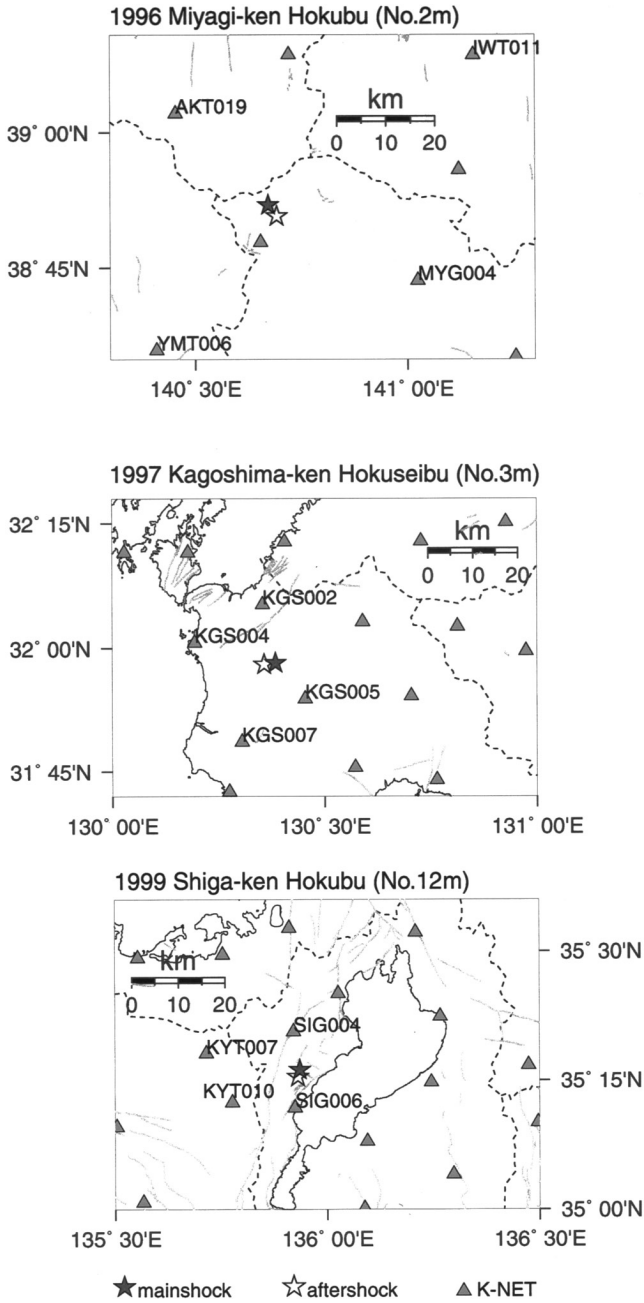 1996 Miyagi-ken Hokubu (No.2m)
IWT011
km
AKT019
0 10 20
39° 00'N
38° 45'N
MYG004
YMT006
140° 30'E 141° 00'E
1997 Kagoshima-ken Hokuseibu (No.3m)
32° 15'N
km
0 10 20
KGS002
KGS004
32° 00'N
KGS005
KGS007
31° 45'N
130° 00'E 130° 30'E 131° 00'E
1999 Shiga-ken Hokubu (No.12m)
35° 30'N
km
0 10 20
SIG004
KYT007
35° 15'N
KYT010
SIG006
35° 00'N
135° 30'E 136° 00'E 136° 30'E
mainshock aftershock K-NET